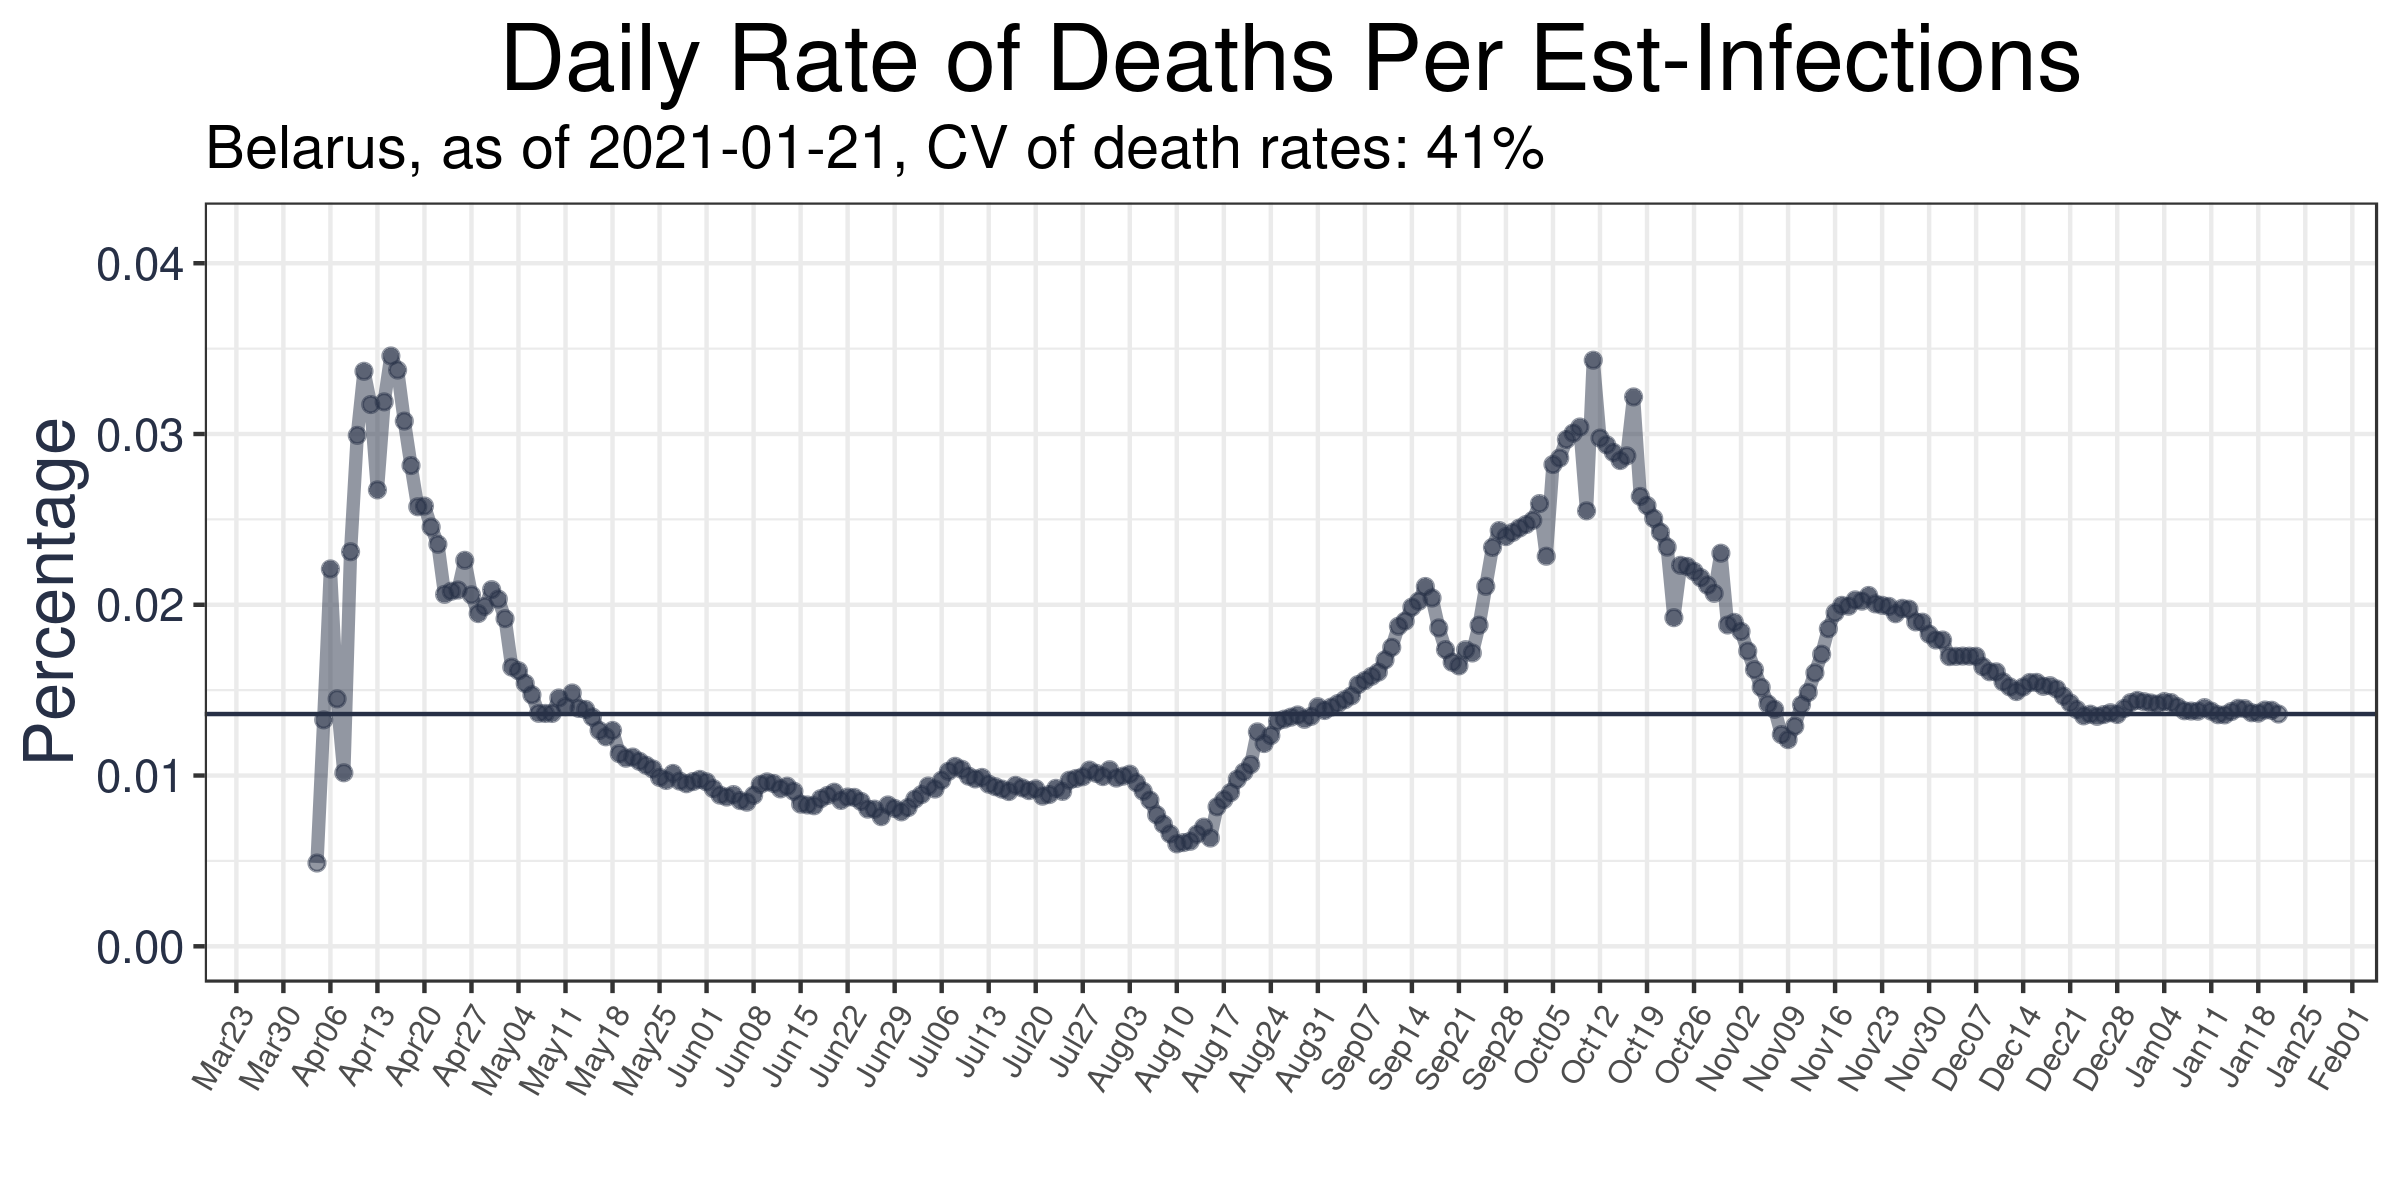 Daily Rate of Deaths Per Est-Infections
Belarus, as of 2021-01-21, CV of death rates: 41%
Percentage
0.04
0.03
0.02
0.01
0.00
Mar23 Mar30 Apr06 Apr13 Apr20 Apr27 May04 May11 May18 May25 Jun01 Jun08 Jun15 Jun22 Jun29 Jul06 Jul13 Jul20 Jul27 Aug03 Aug10 Aug17 Aug24 Aug31 Sep07 Sep14 Sep21 Sep28 Oct05 Oct12 Oct19 Oct26 Nov02 Nov09 Nov16 Nov23 Nov30 Dec07 Dec14 Dec21 Dec28 Jan04 Jan11 Jan18 Jan25 Feb01